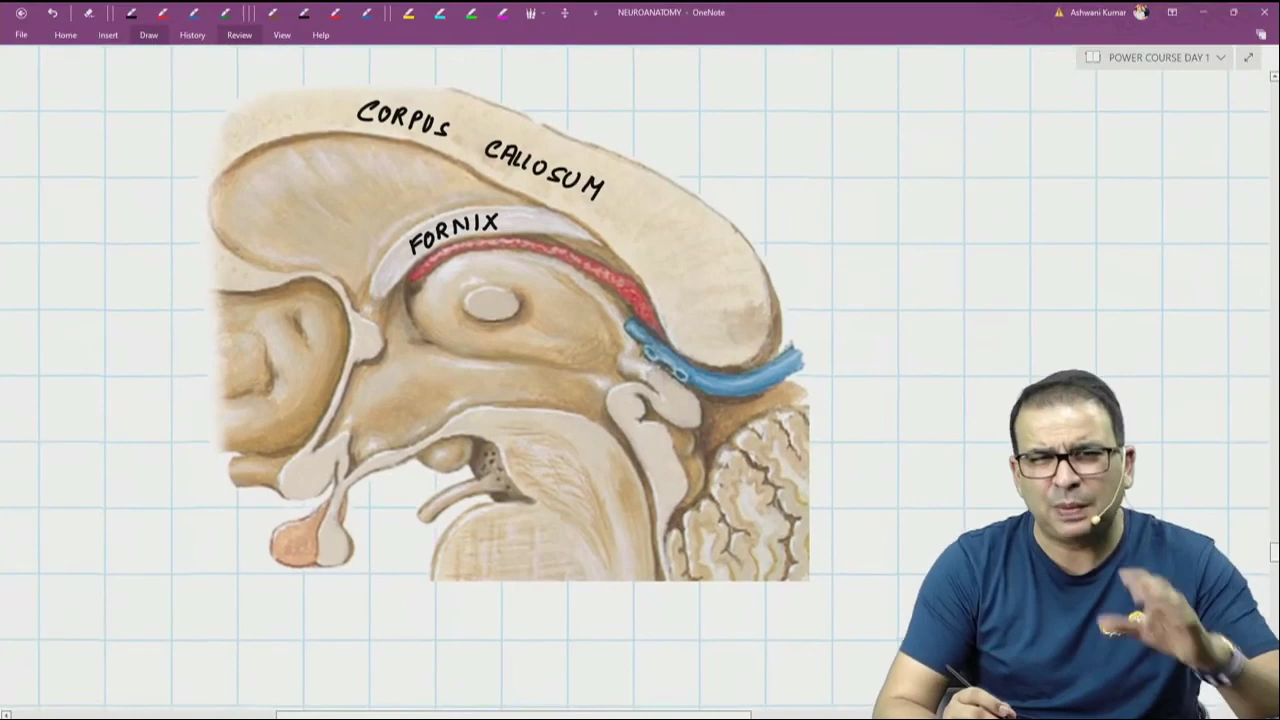 NEUROANATOMY - OneNote
Ashwani Kumar
File
Home
Insert
Draw
History
Review
View
Help
POWER COURSE DAY 1
CORPUS
CALLOSUM
FORNIX